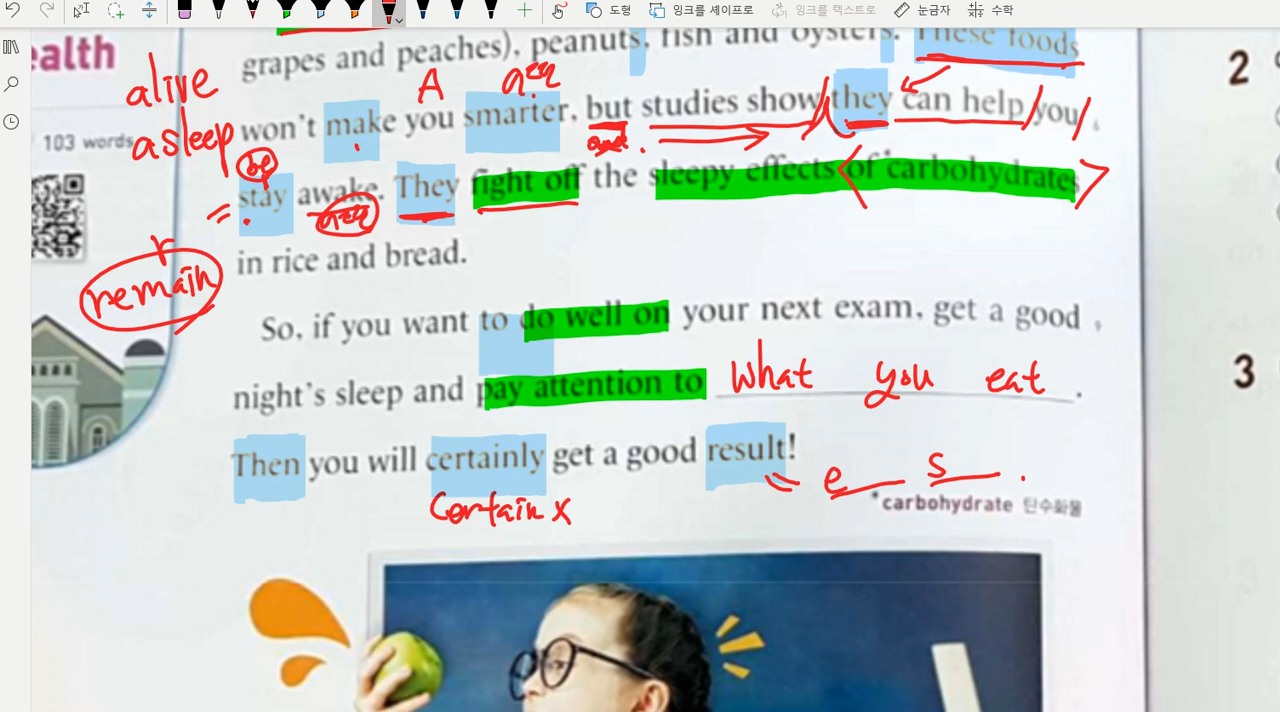 도형 잉크를 셰이프로 잉크를 텍스트로 눈금자 수학
ealth
103 words
grapes and peaches), peanuts, fish and oysters. These foods
alive A
won't make you smarter, but studies show they can help you
asleep
be
stay awake. They fight off the sleepy effects of *carbohydrates
=
remain
in rice and bread.
So, if you want to do well on your next exam, get a good
night's sleep and pay attention to what you eat.
Then you will certainly get a good result!
= e s .
Certain x
*carbohydrate 탄수화물
2
3